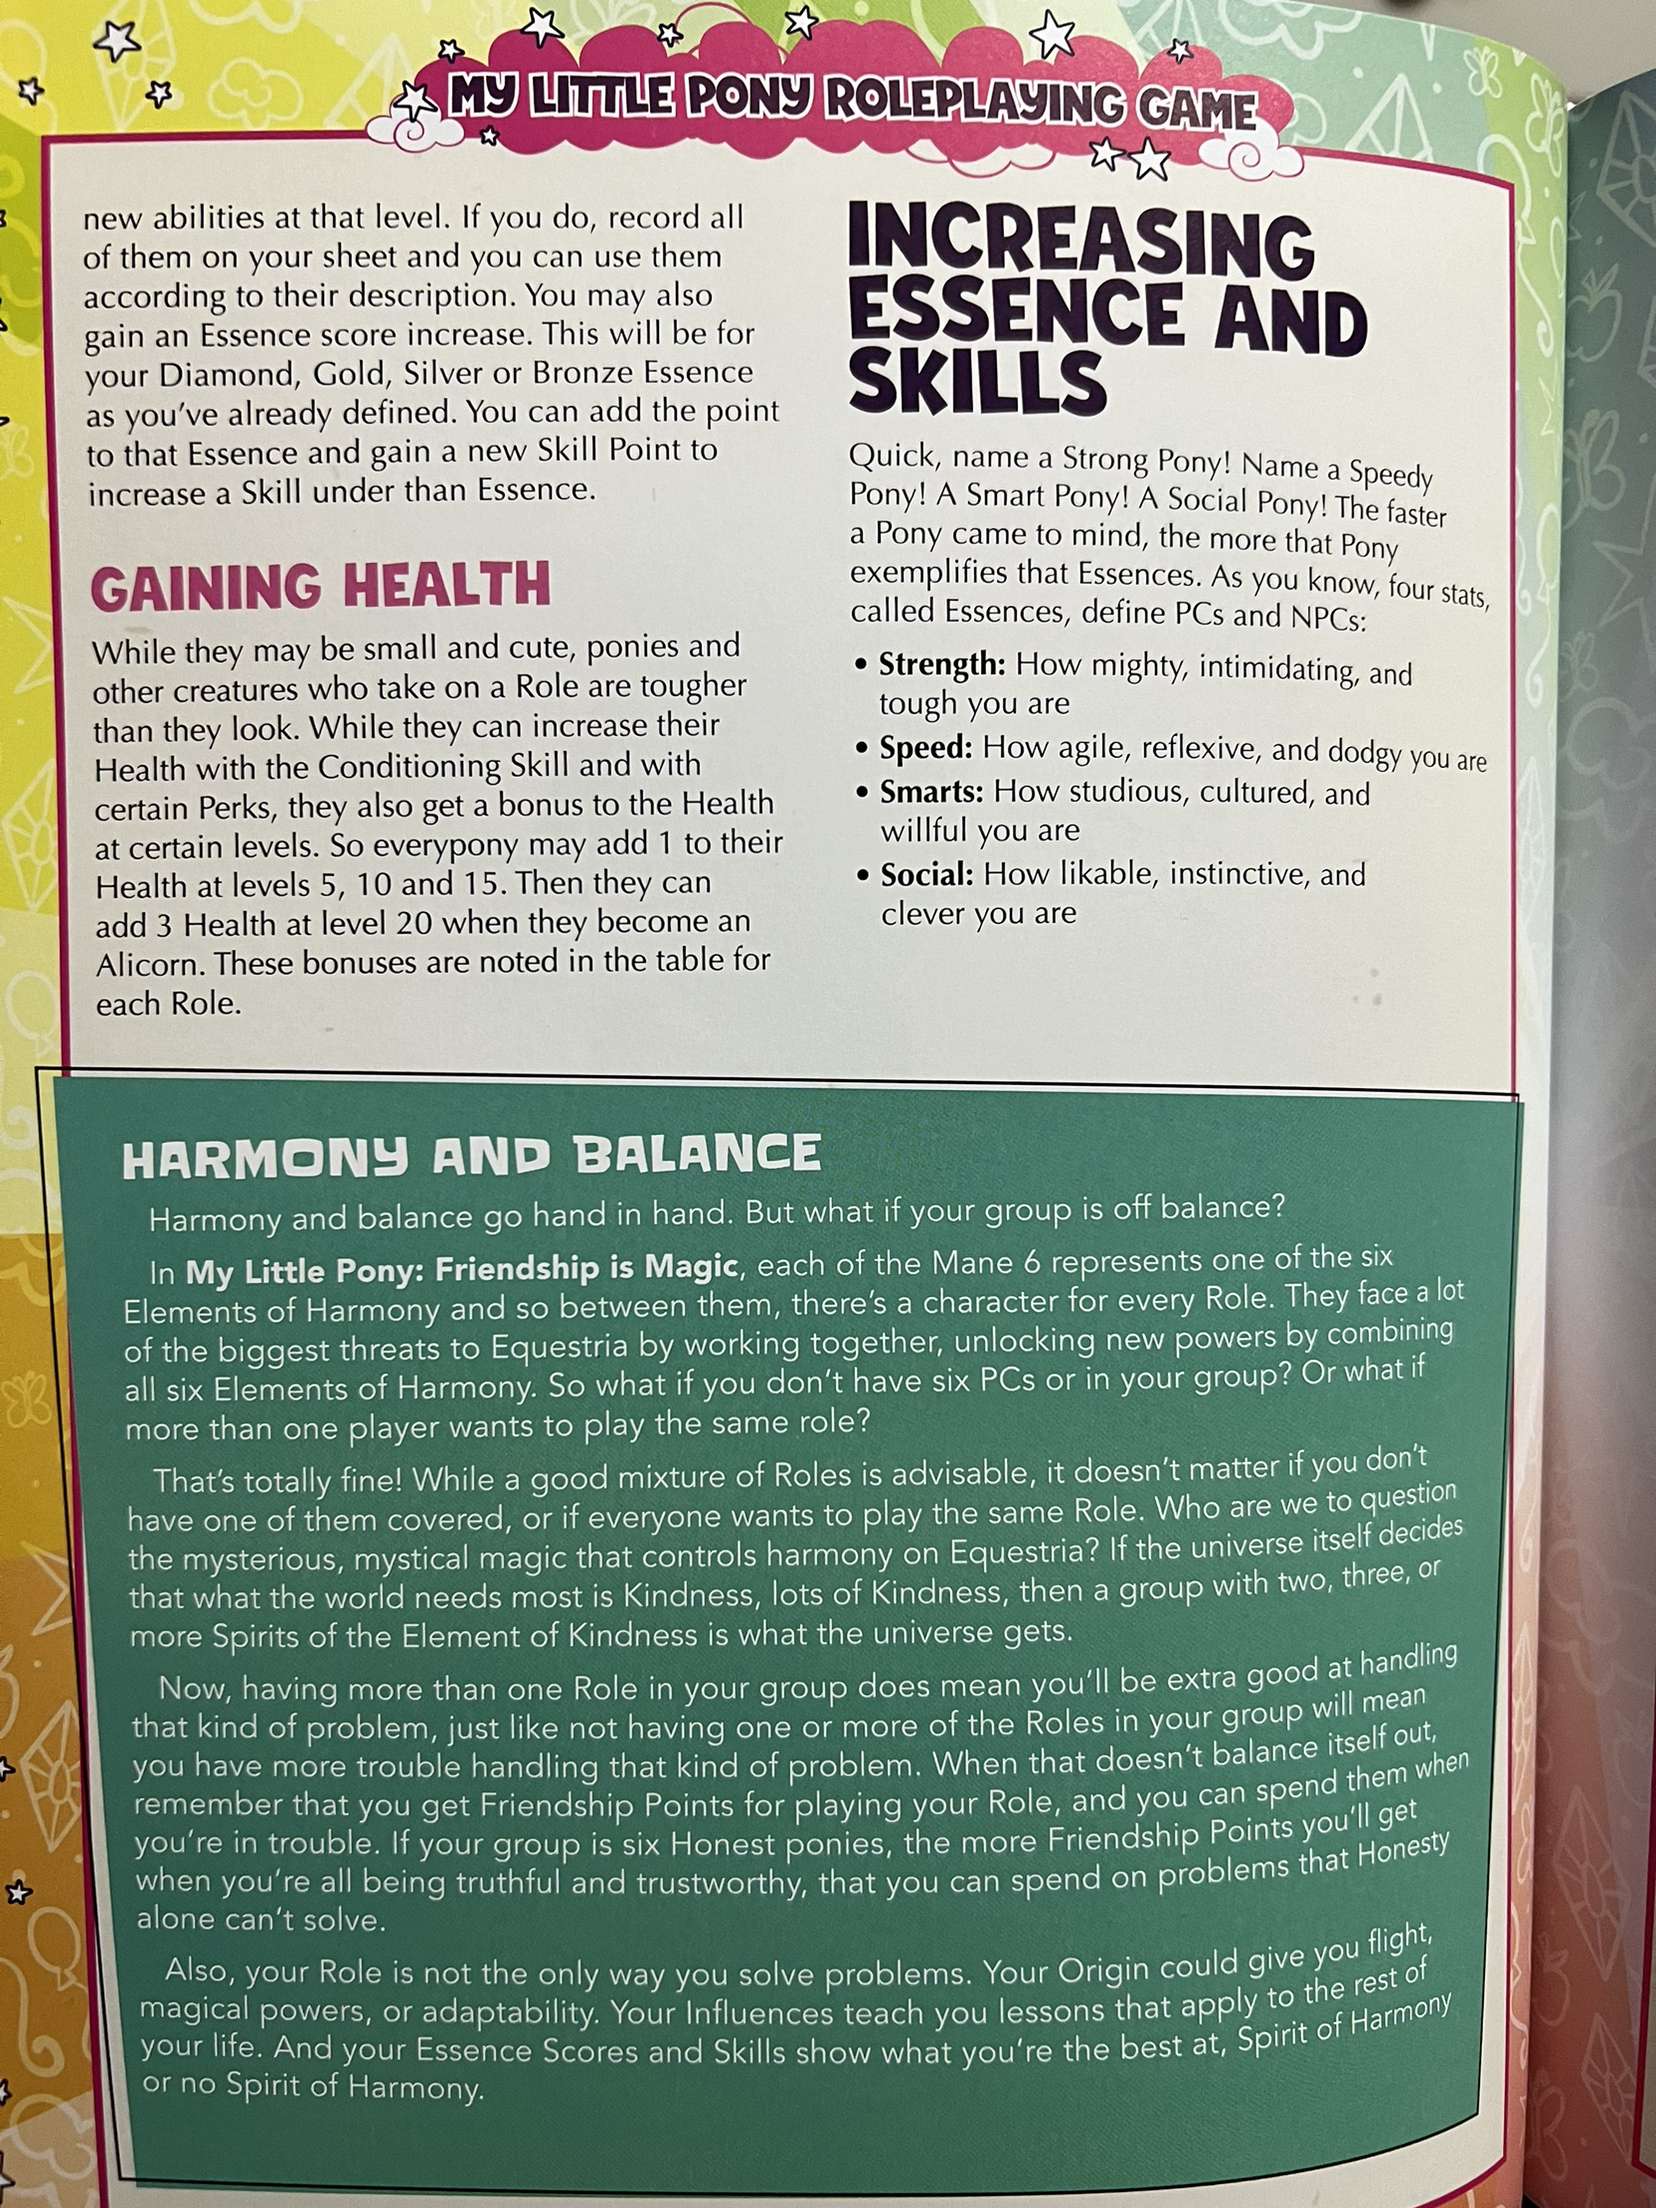 MY LITTLE PONY ROLEPLAYING GAME
new abilities at that level. If you do, record all
of them on your sheet and you can use them
according to their description. You may also
gain an Essence score increase. This will be for
your Diamond, Gold, Silver or Bronze Essence
as you've already defined. You can add the point
to that Essence and gain a new Skill Point to
increase a Skill under than Essence.
GAINING HEALTH
While they may be small and cute, ponies and
other creatures who take on a Role are tougher
than they look. While they can increase their
Health with the Conditioning Skill and with
certain Perks, they also get a bonus to the Health
at certain levels. So everypony may add 1 to their
Health at levels 5, 10 and 15. Then they can
add 3 Health at level 20 when they become an
Alicorn. These bonuses are noted in the table for
each Role.
INCREASING
ESSENCE AND
SKILLS
Quick, name a Strong Pony! Name a Speedy
Pony! A Smart Pony! A Social Pony! The faster
a Pony came to mind, the more that Pony
exemplifies that Essences. As you know, four stats,
called Essences, define PCs and NPCs:
• Strength: How mighty, intimidating, and
tough you are
• Speed: How agile, reflexive, and dodgy you are
• Smarts: How studious, cultured, and
willful you are
• Social: How likable, instinctive, and
clever you are
HARMONY AND BALANCE
Harmony and balance go hand in hand. But what if your group is off balance?
In My Little Pony: Friendship is Magic, each of the Mane 6 represents one of the six
Elements of Harmony and so between them, there's a character for every Role. They face a lot
of the biggest threats to Equestria by working together, unlocking new powers by combining
all six Elements of Harmony. So what if you don't have six PCs or in your group? Or what if
more than one player wants to play the same role?
That's totally fine! While a good mixture of Roles is advisable, it doesn't matter if you don't
have one of them covered, or if everyone wants to play the same Role. Who are we to question
the mysterious, mystical magic that controls harmony on Equestria? If the universe itself decides
that what the world needs most is Kindness, lots of Kindness, then a group with two, three, or
more Spirits of the Element of Kindness is what the universe gets.
Now, having more than one Role in your group does mean you'll be extra good at handling
that kind of problem, just like not having one or more of the Roles in your group will mean
you have more trouble handling that kind of problem. When that doesn't balance itself out,
remember that you get Friendship Points for playing your Role, and you can spend them when
you're in trouble. If your group is six Honest ponies, the more Friendship Points you'll get
when you're all being truthful and trustworthy, that you can spend on problems that Honesty
alone can't solve.
Also, your Role is not the only way you solve problems. Your Origin could give you flight,
magical powers, or adaptability. Your Influences teach you lessons that apply to the rest of
your life. And your Essence Scores and Skills show what you're the best at, Spirit of Harmony
or no Spirit of Harmony.